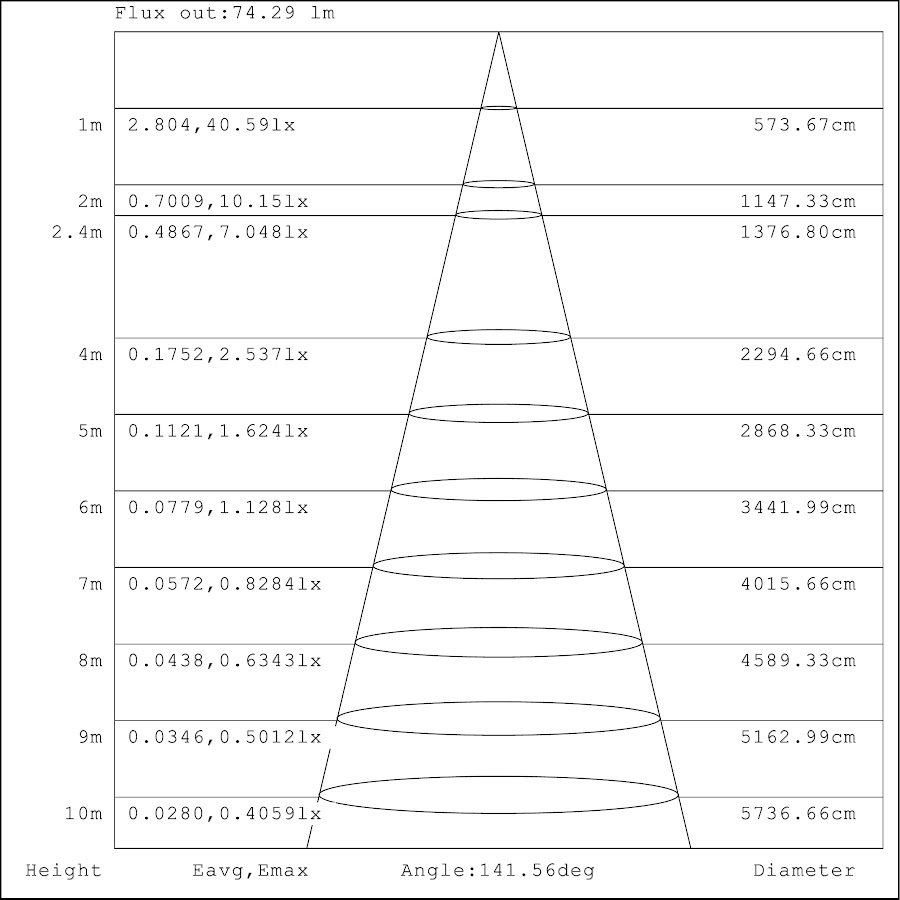 Flux out:74.29 lm
1m 2.804,40.59lx 573.67cm
2m 0.7009,10.15lx 1147.33cm
2.4m 0.4867,7.048lx 1376.80cm
4m 0.1752,2.537lx 2294.66cm
5m 0.1121,1.624lx 2868.33cm
6m 0.0779,1.128lx 3441.99cm
7m 0.0572,0.8284lx 4015.66cm
8m 0.0438,0.6343lx 4589.33cm
9m 0.0346,0.5012lx 5162.99cm
10m 0.0280,0.4059lx 5736.66cm
Height Eavg,Emax Angle:141.56deg Diameter